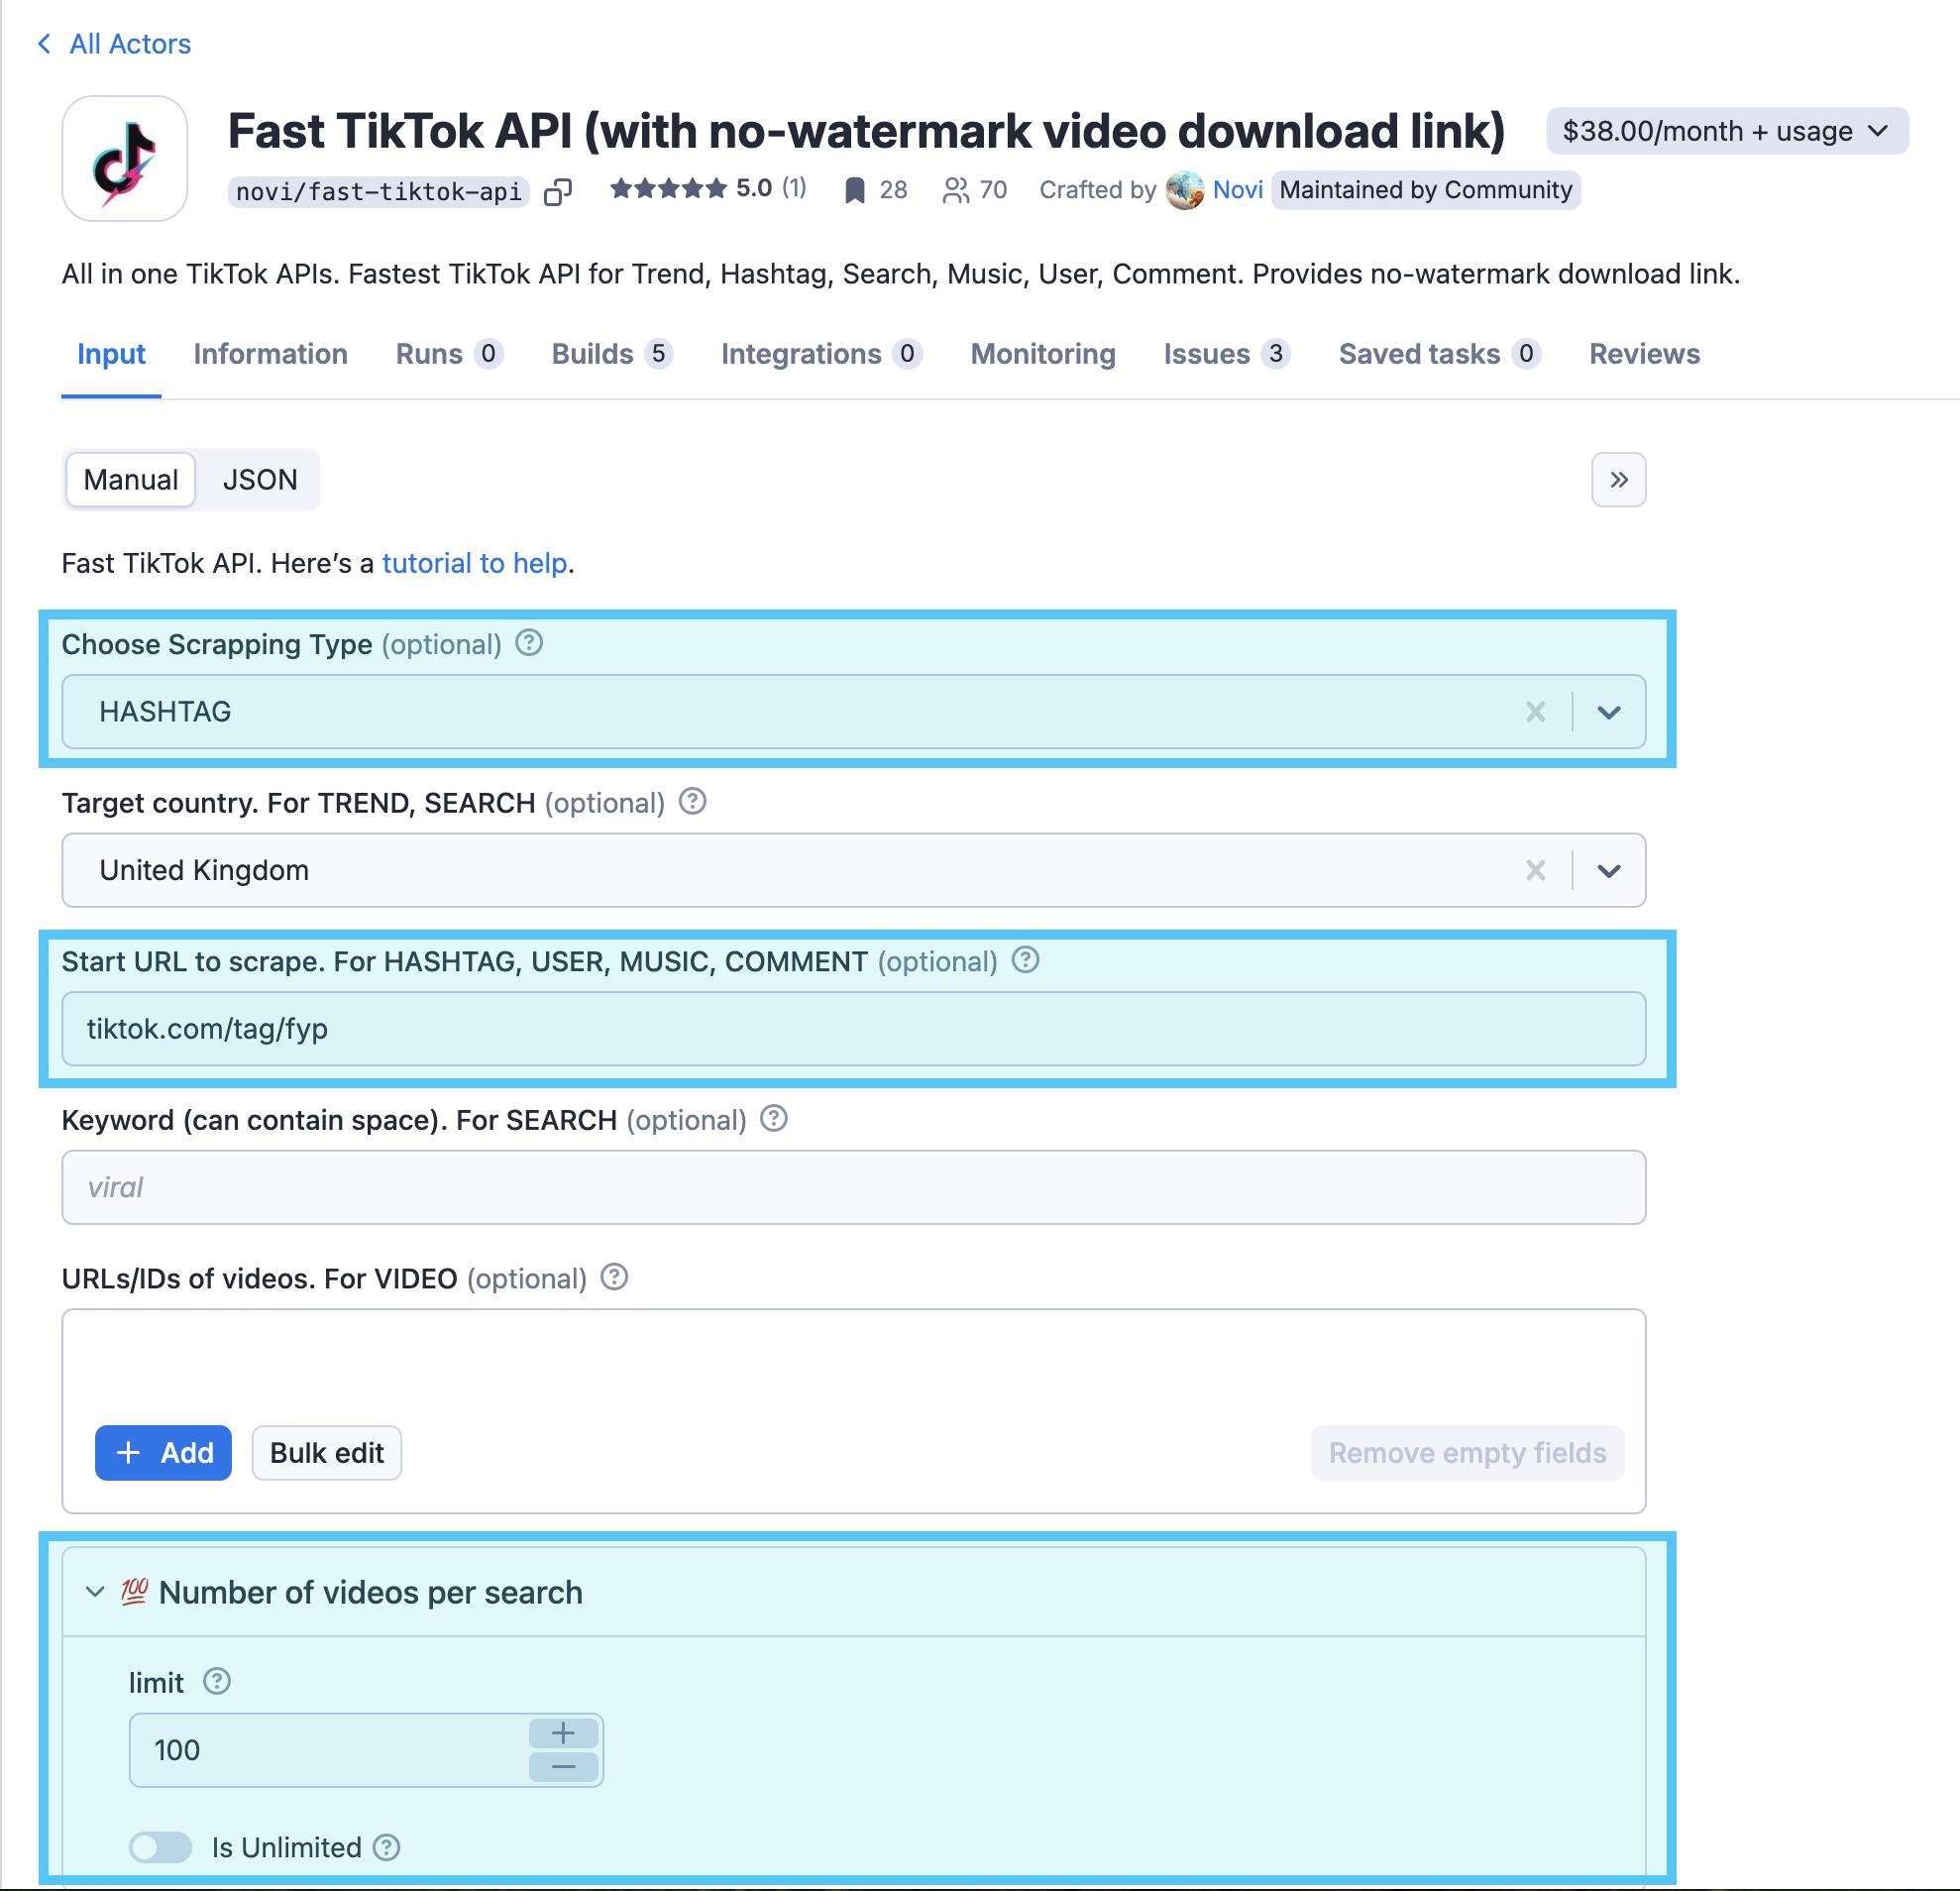 All Actors
Fast TikTok API (with no-watermark video download link) $38.00/month + usage
novi/fast-tiktok-api 5.0 (1) 28 70 Crafted by Novi Maintained by Community
All in one TikTok APIs. Fastest TikTok API for Trend, Hashtag, Search, Music, User, Comment. Provides no-watermark download link.
Input Information Runs 0 Builds 5 Integrations 0 Monitoring Issues 3 Saved tasks 0 Reviews
Manual JSON
Fast TikTok API. Here’s a tutorial to help.
Choose Scrapping Type (optional)
HASHTAG
Target country. For TREND, SEARCH (optional)
United Kingdom
Start URL to scrape. For HASHTAG, USER, MUSIC, COMMENT (optional)
tiktok.com/tag/fyp
Keyword (can contain space). For SEARCH (optional)
viral
URLs/IDs of videos. For VIDEO (optional)
+ Add Bulk edit Remove empty fields
💯 Number of videos per search
limit
100
Is Unlimited